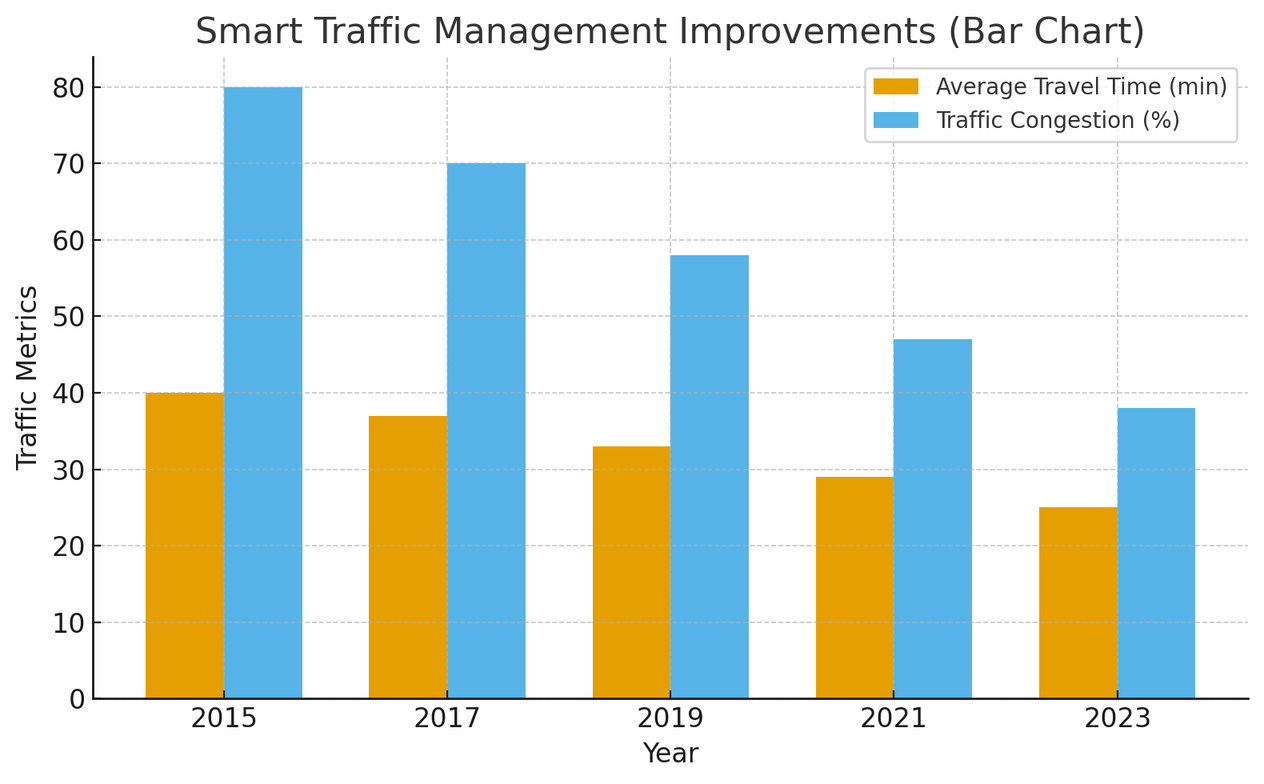 Smart Traffic Management Improvements (Bar Chart)
Average Travel Time (min)
Traffic Congestion (%)
Traffic Metrics
80
70
60
50
40
30
20
10
0
2015 2017 2019 2021 2023
Year